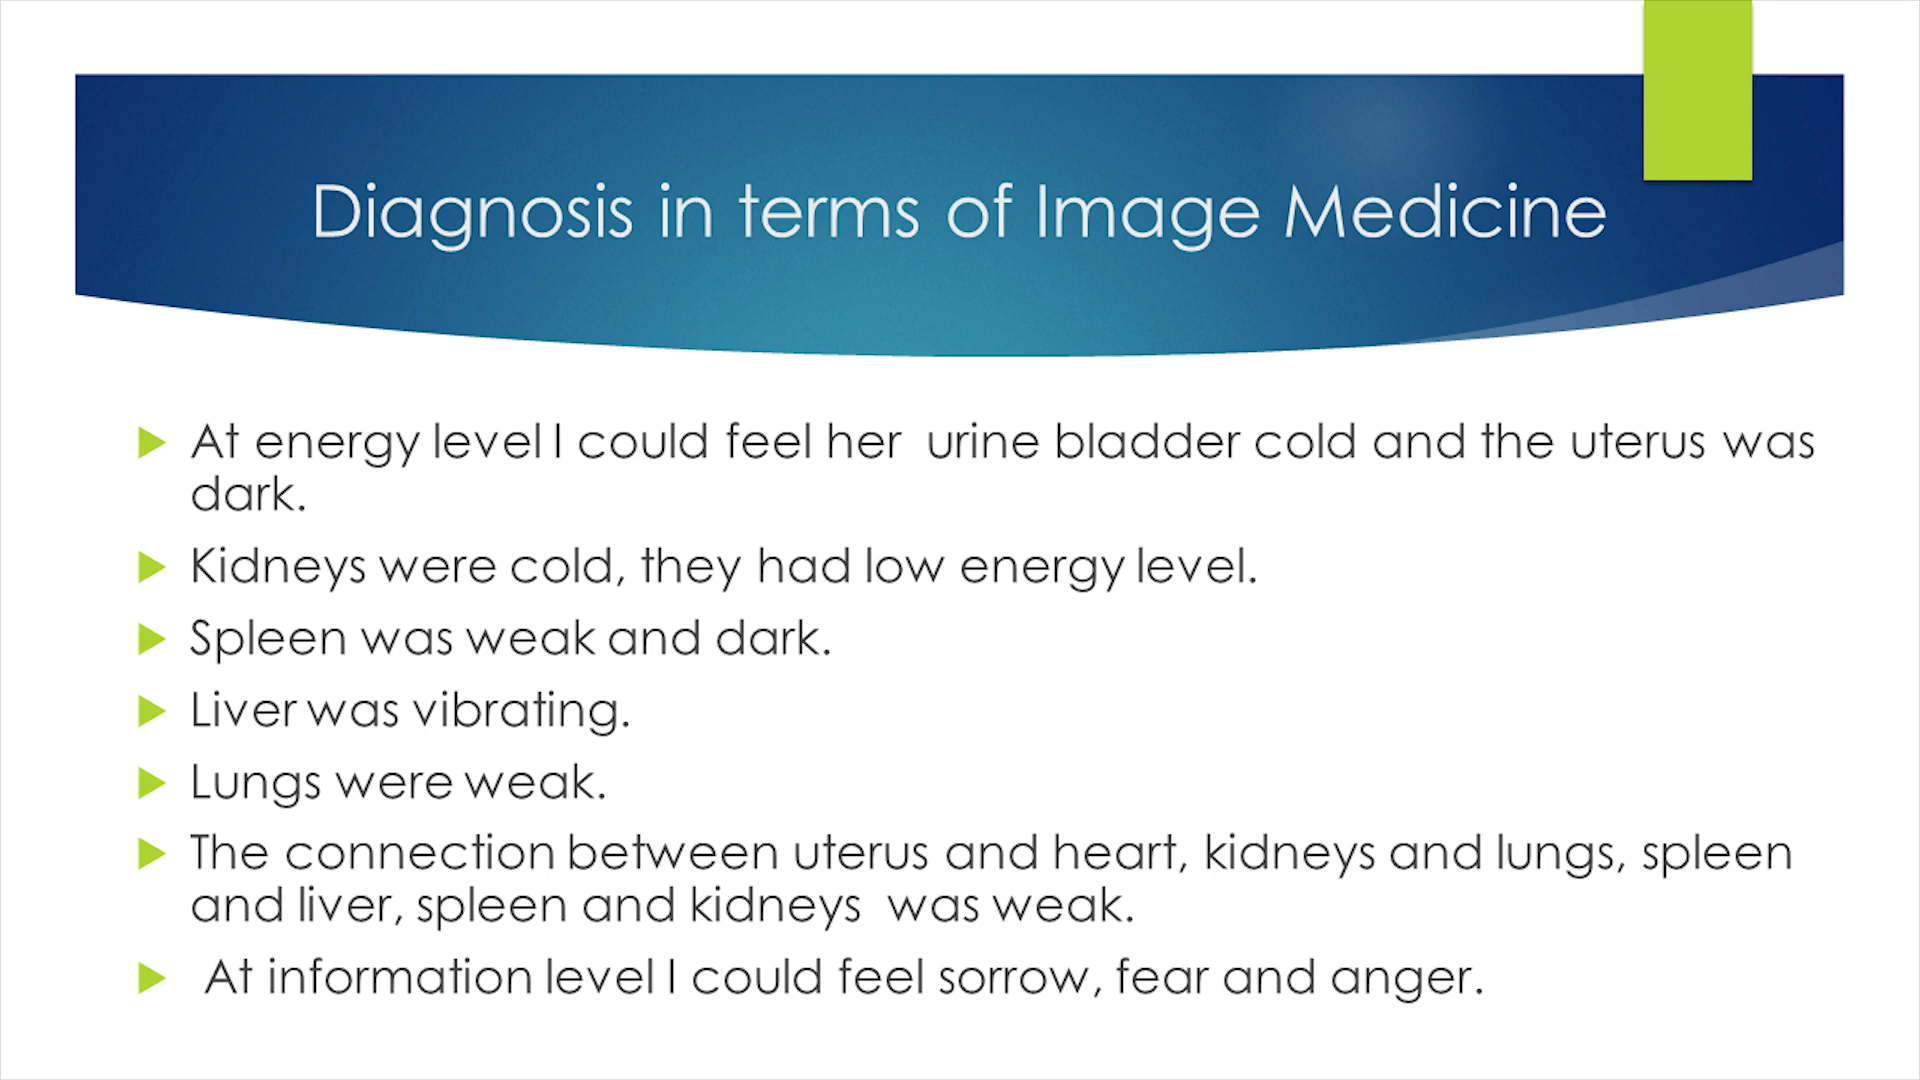 Diagnosis in terms of Image Medicine
At energy level I could feel her urine bladder cold and the uterus was
dark.
Kidneys were cold, they had low energy level.
Spleen was weak and dark.
Liver was vibrating.
Lungs were weak.
The connection between uterus and heart, kidneys and lungs, spleen
and liver, spleen and kidneys was weak.
At information level I could feel sorrow, fear and anger.